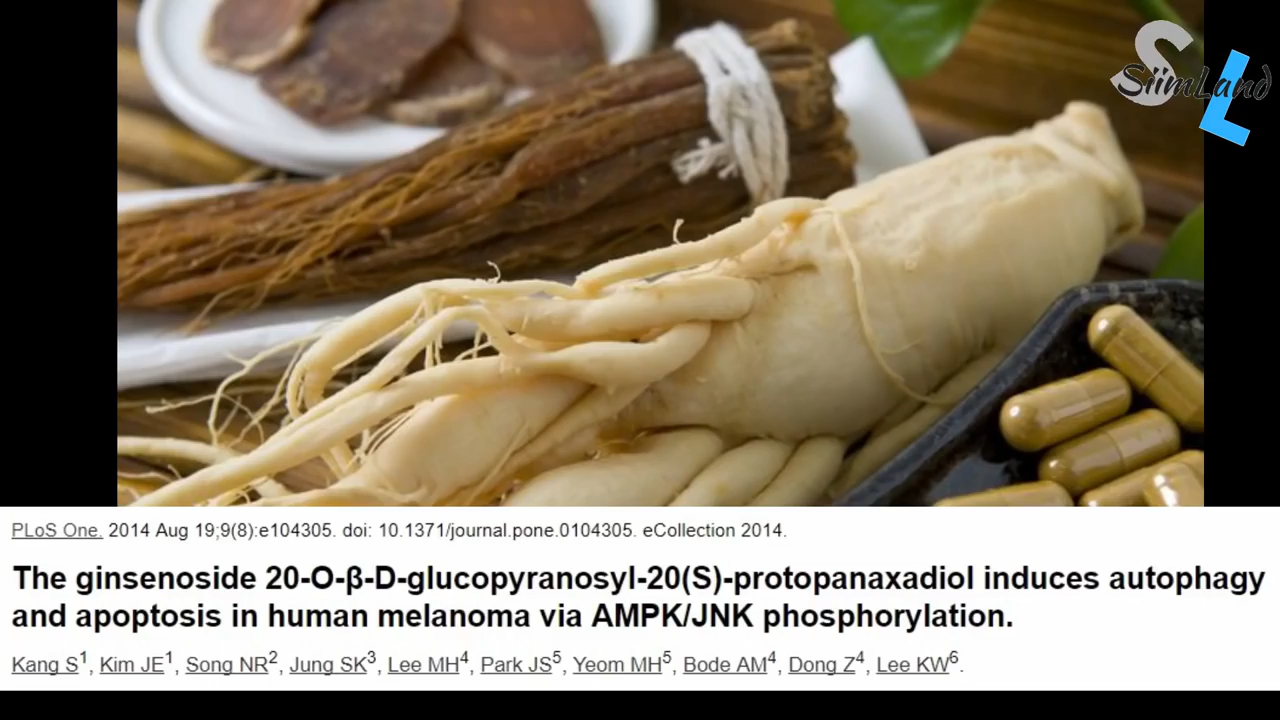 S
SiimLand
L
PLoS One. 2014 Aug 19;9(8):e104305. doi: 10.1371/journal.pone.0104305. eCollection 2014.
The ginsenoside 20-O-β-D-glucopyranosyl-20(S)-protopanaxadiol induces autophagy
and apoptosis in human melanoma via AMPK/JNK phosphorylation.
Kang S1, Kim JE1, Song NR2, Jung SK3, Lee MH4, Park JS5, Yeom MH5, Bode AM4, Dong Z4, Lee KW6.